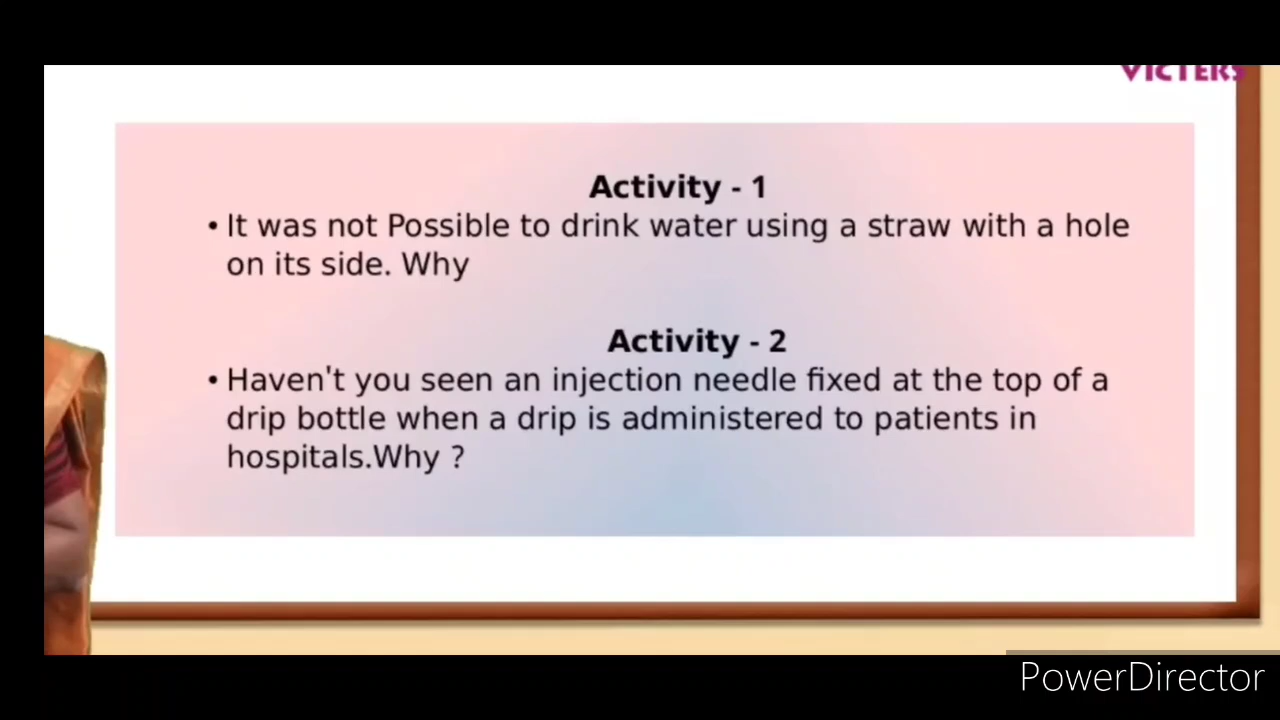 VICTERS
Activity - 1
• It was not Possible to drink water using a straw with a hole
on its side. Why
Activity - 2
• Haven't you seen an injection needle fixed at the top of a
drip bottle when a drip is administered to patients in
hospitals.Why ?
PowerDirector